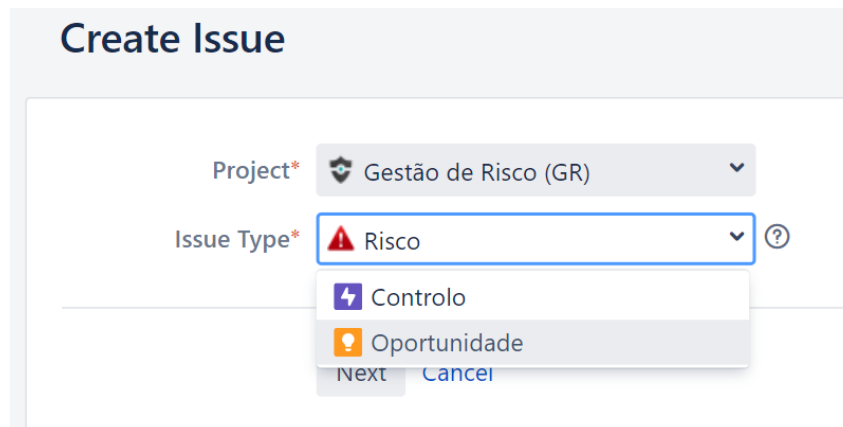 Create Issue
Project* Gestão de Risco (GR)
Issue Type* Risco
Controlo
Oportunidade
Next Cancel